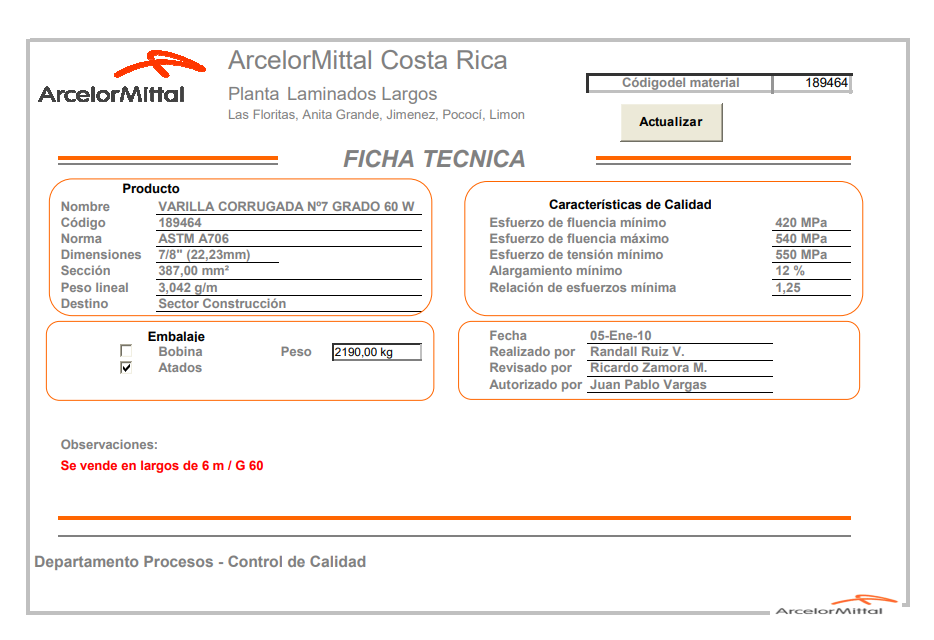 ArcelorMittal
ArcelorMittal Costa Rica
Planta Laminados Largos
Las Floritas, Anita Grande, Jimenez, Pococí, Limon
Códigodel material 189464
Actualizar
FICHA TECNICA
Producto
Nombre VARILLA CORRUGADA Nº7 GRADO 60 W
Código 189464
Norma ASTM A706
Dimensiones 7/8" (22,23mm)
Sección 387,00 mm²
Peso lineal 3,042 g/m
Destino Sector Construcción
Características de Calidad
Esfuerzo de fluencia mínimo 420 MPa
Esfuerzo de fluencia máximo 540 MPa
Esfuerzo de tensión mínimo 550 MPa
Alargamiento mínimo 12 %
Relación de esfuerzos mínima 1,25
Embalaje
Bobina Peso 2190,00 kg
Atados
Fecha 05-Ene-10
Realizado por Randall Ruiz V.
Revisado por Ricardo Zamora M.
Autorizado por Juan Pablo Vargas
Observaciones:
Se vende en largos de 6 m / G 60
Departamento Procesos - Control de Calidad
ArcelorMittal